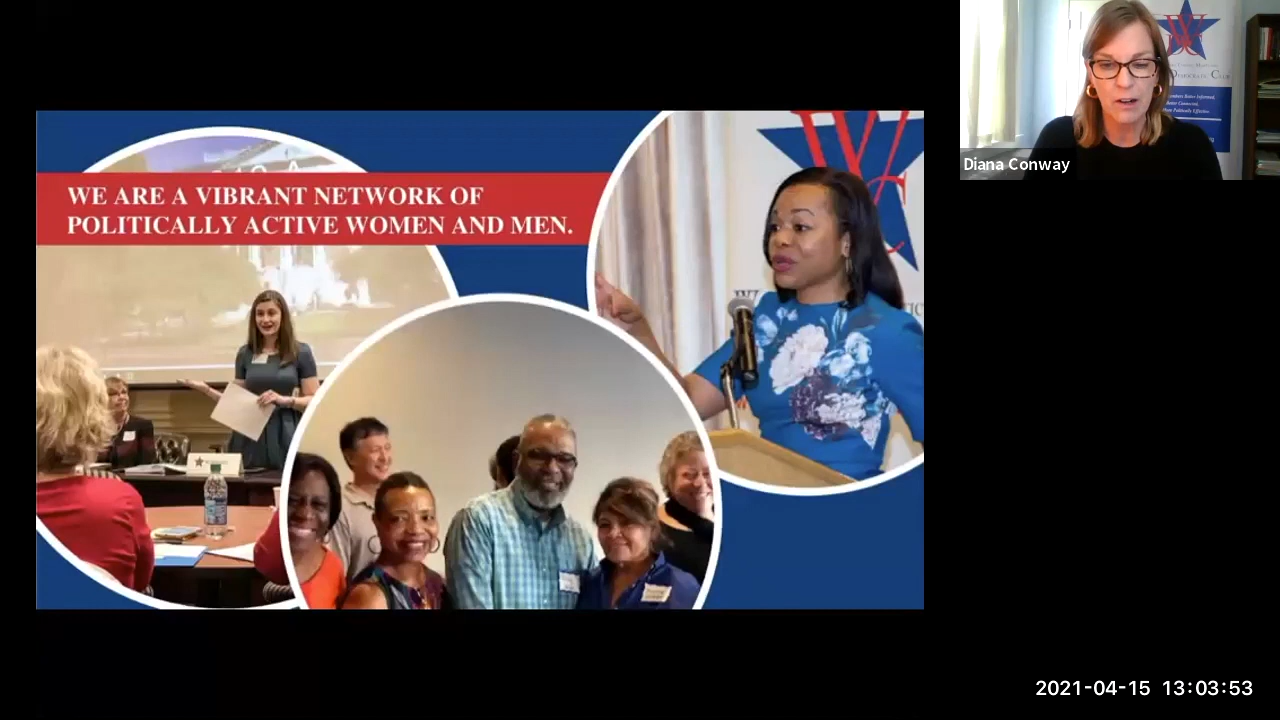 WE ARE A VIBRANT NETWORK OF
POLITICALLY ACTIVE WOMEN AND MEN.
Diana Conway
2021-04-15 13:03:53